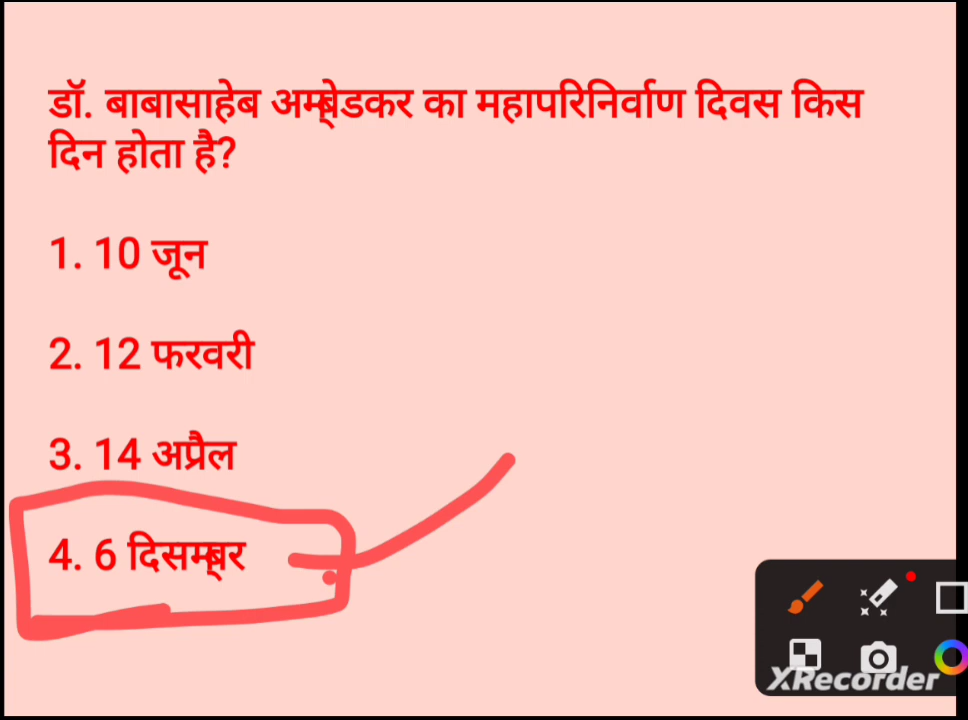 डॉ. बाबासाहेब अम्बेडकर का महापरिनिर्वाण दिवस किस
दिन होता है?
1. 10 जून
2. 12 फरवरी
3. 14 अप्रैल
4. 6 दिसम्बर
XRecorder